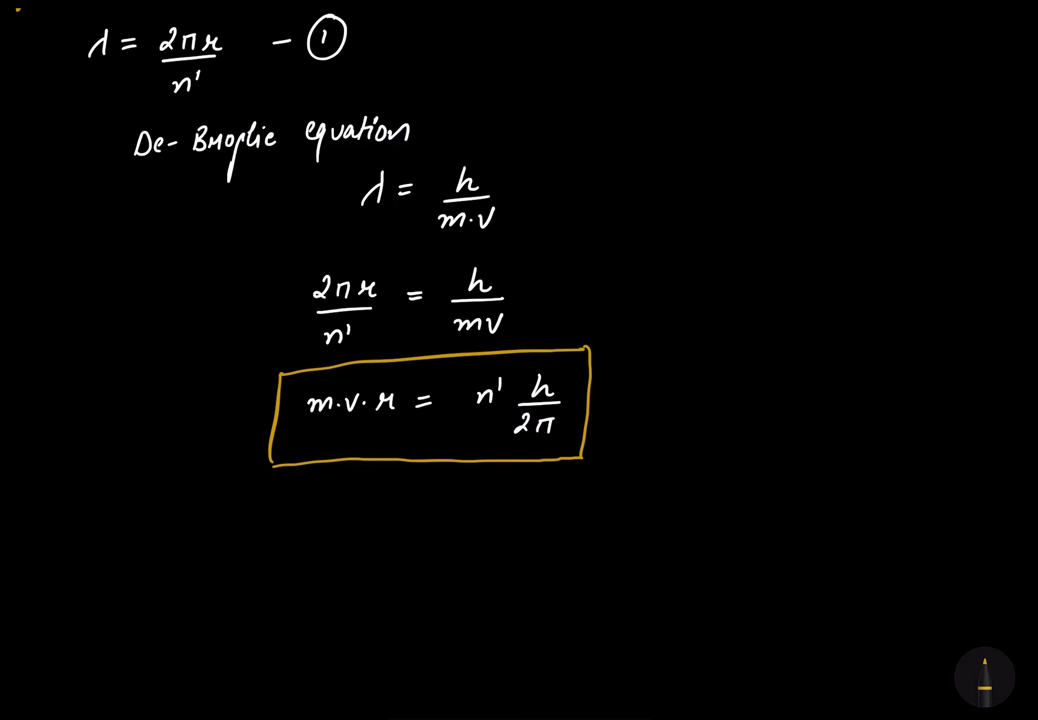 λ = 2πr/n' - ①
De-Broglie equation
λ = h/m·v
2πr/n' = h/mv
m·v·r = n' h/2π